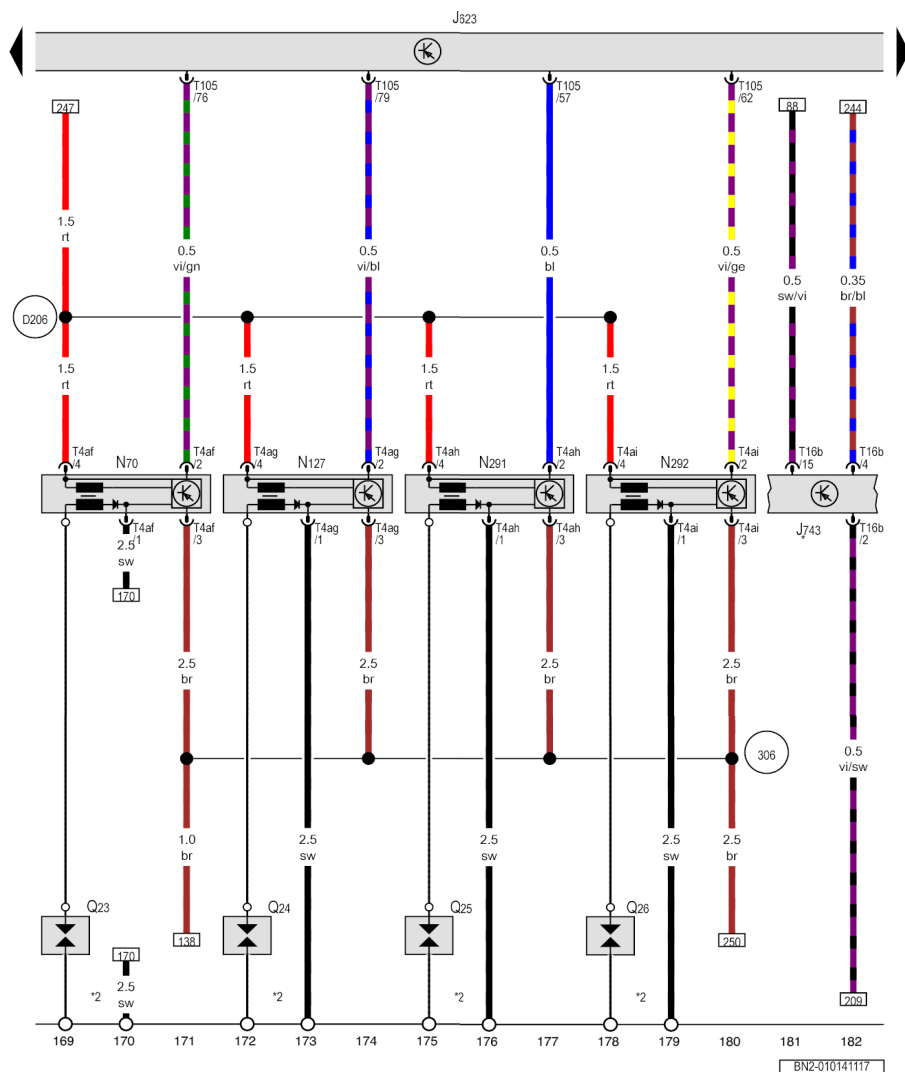 J623
T105 T105 T105 T105
/76 /79 /57 /62
247 88 244
1.5 0.5 0.5 0.5 0.5 0.5 0.35
rt vi/gn vi/bl bl vi/ge sw/vi br/bl
D206
1.5 1.5 1.5 1.5
rt rt rt rt
T4af N70 T4af T4ag N127 T4ag T4ah N291 T4ah T4ai N292 T4ai T16b T16b
/4 /2 /4 /2 /4 /2 /4 /2 /15 /4
T4af T4af T4ag T4ag T4ah T4ah T4ai T4ai J743 T16b
/1 /3 /1 /3 /1 /3 /1 /3 * /2
2.5
sw
170
2.5 2.5 2.5 2.5
br br br br
306
0.5
vi/sw
1.0 2.5 2.5 2.5 2.5
br sw sw sw br
Q23 Q24 Q25 Q26
138 250
170
2.5
sw
*2 *2 *2 *2
209
169 170 171 172 173 174 175 176 177 178 179 180 181 182
BN2-010141117